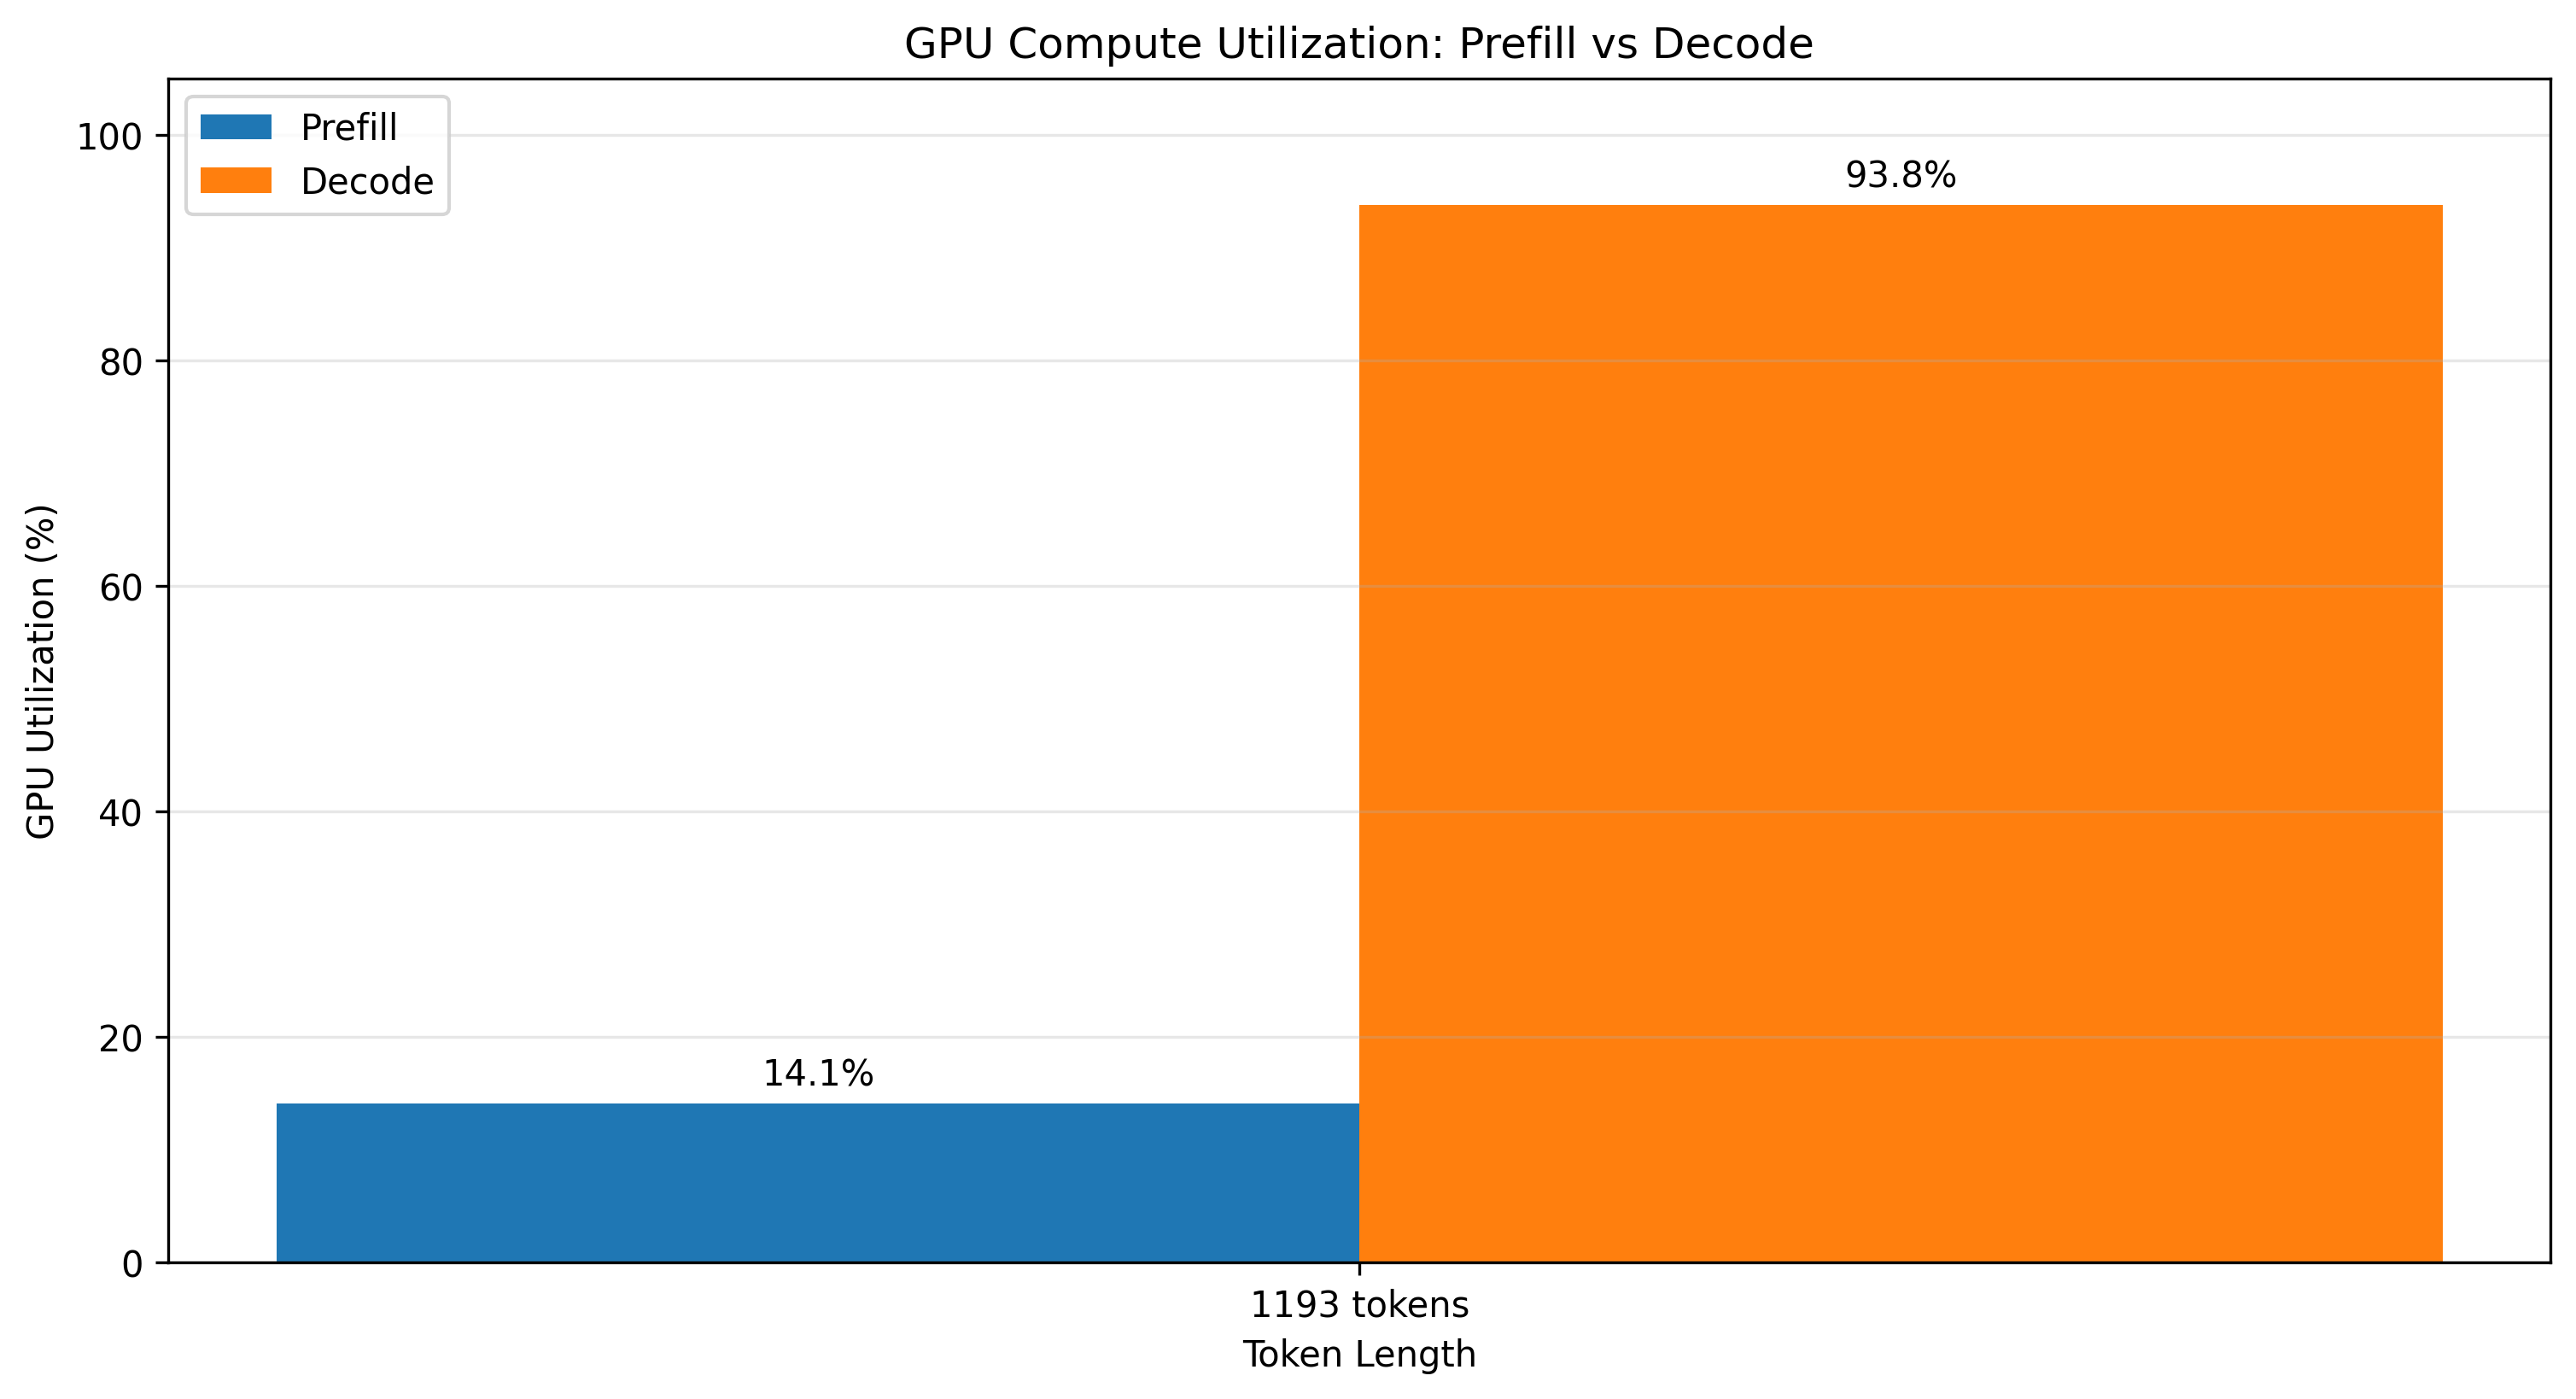 GPU Compute Utilization: Prefill vs Decode
Prefill
Decode
GPU Utilization (%)
100
80
60
40
20
0
14.1%
93.8%
1193 tokens
Token Length